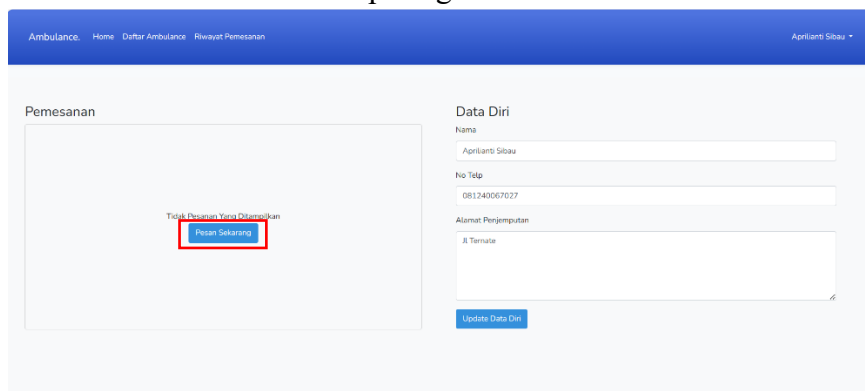 Ambulance. Home Daftar Ambulance Riwayat Pemesanan Aprilianti Sibau
Pemesanan
Tidak Pesanan Yang Ditampilkan
Pesan Sekarang
Data Diri
Nama
Aprilianti Sibau
No Telp
081240067027
Alamat Penjemputan
Jl Ternate
Update Data Diri